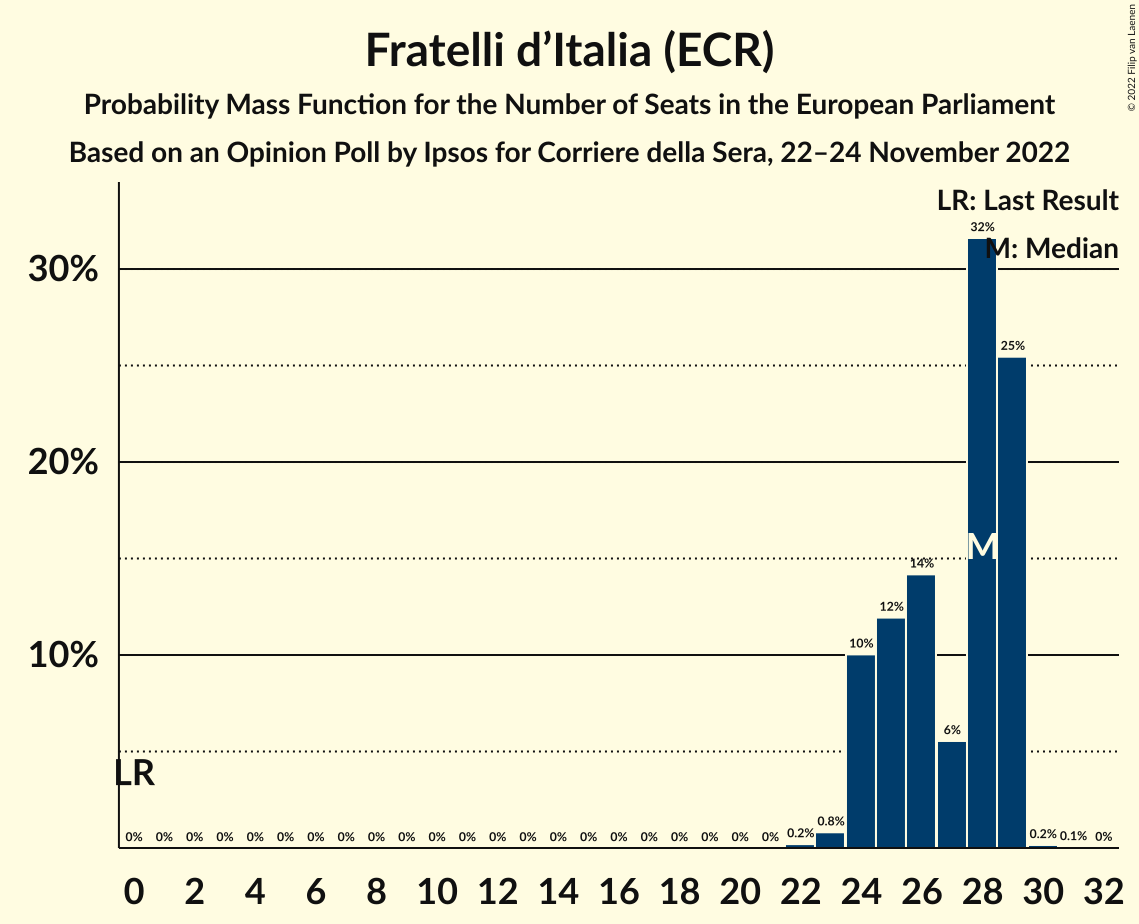 © 2022 Filip van Laenen
Fratelli d’Italia (ECR)
Probability Mass Function for the Number of Seats in the European Parliament
Based on an Opinion Poll by Ipsos for Corriere della Sera, 22–24 November 2022
LR: Last Result
M: Median
30%
20%
10%
LR
M
0% 0% 0% 0% 0% 0% 0% 0% 0% 0% 0% 0% 0% 0% 0% 0% 0% 0% 0% 0% 0% 0% 0.2% 0.8% 10% 12% 14% 6% 32% 25% 0.2% 0.1% 0%
0 2 4 6 8 10 12 14 16 18 20 22 24 26 28 30 32